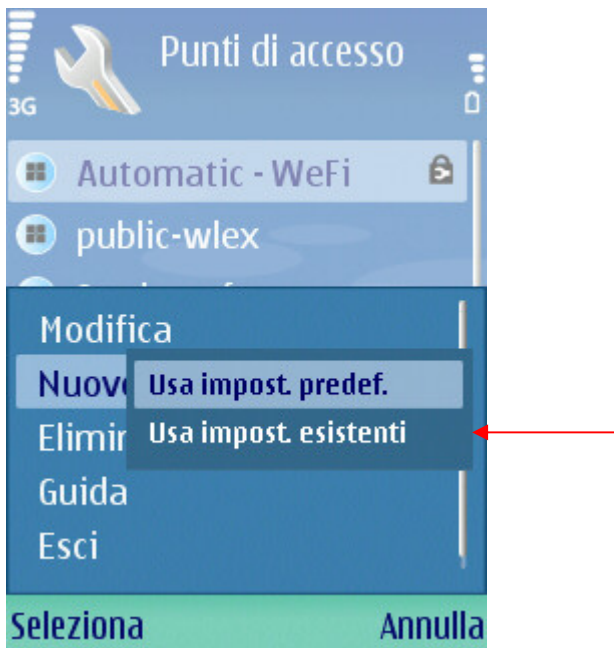 Punti di accesso
3G
Automatic - WeFi
public-wlex
Modifica
Usa impost. predef.
Usa impost. esistenti
Guida
Esci
Seleziona Annulla